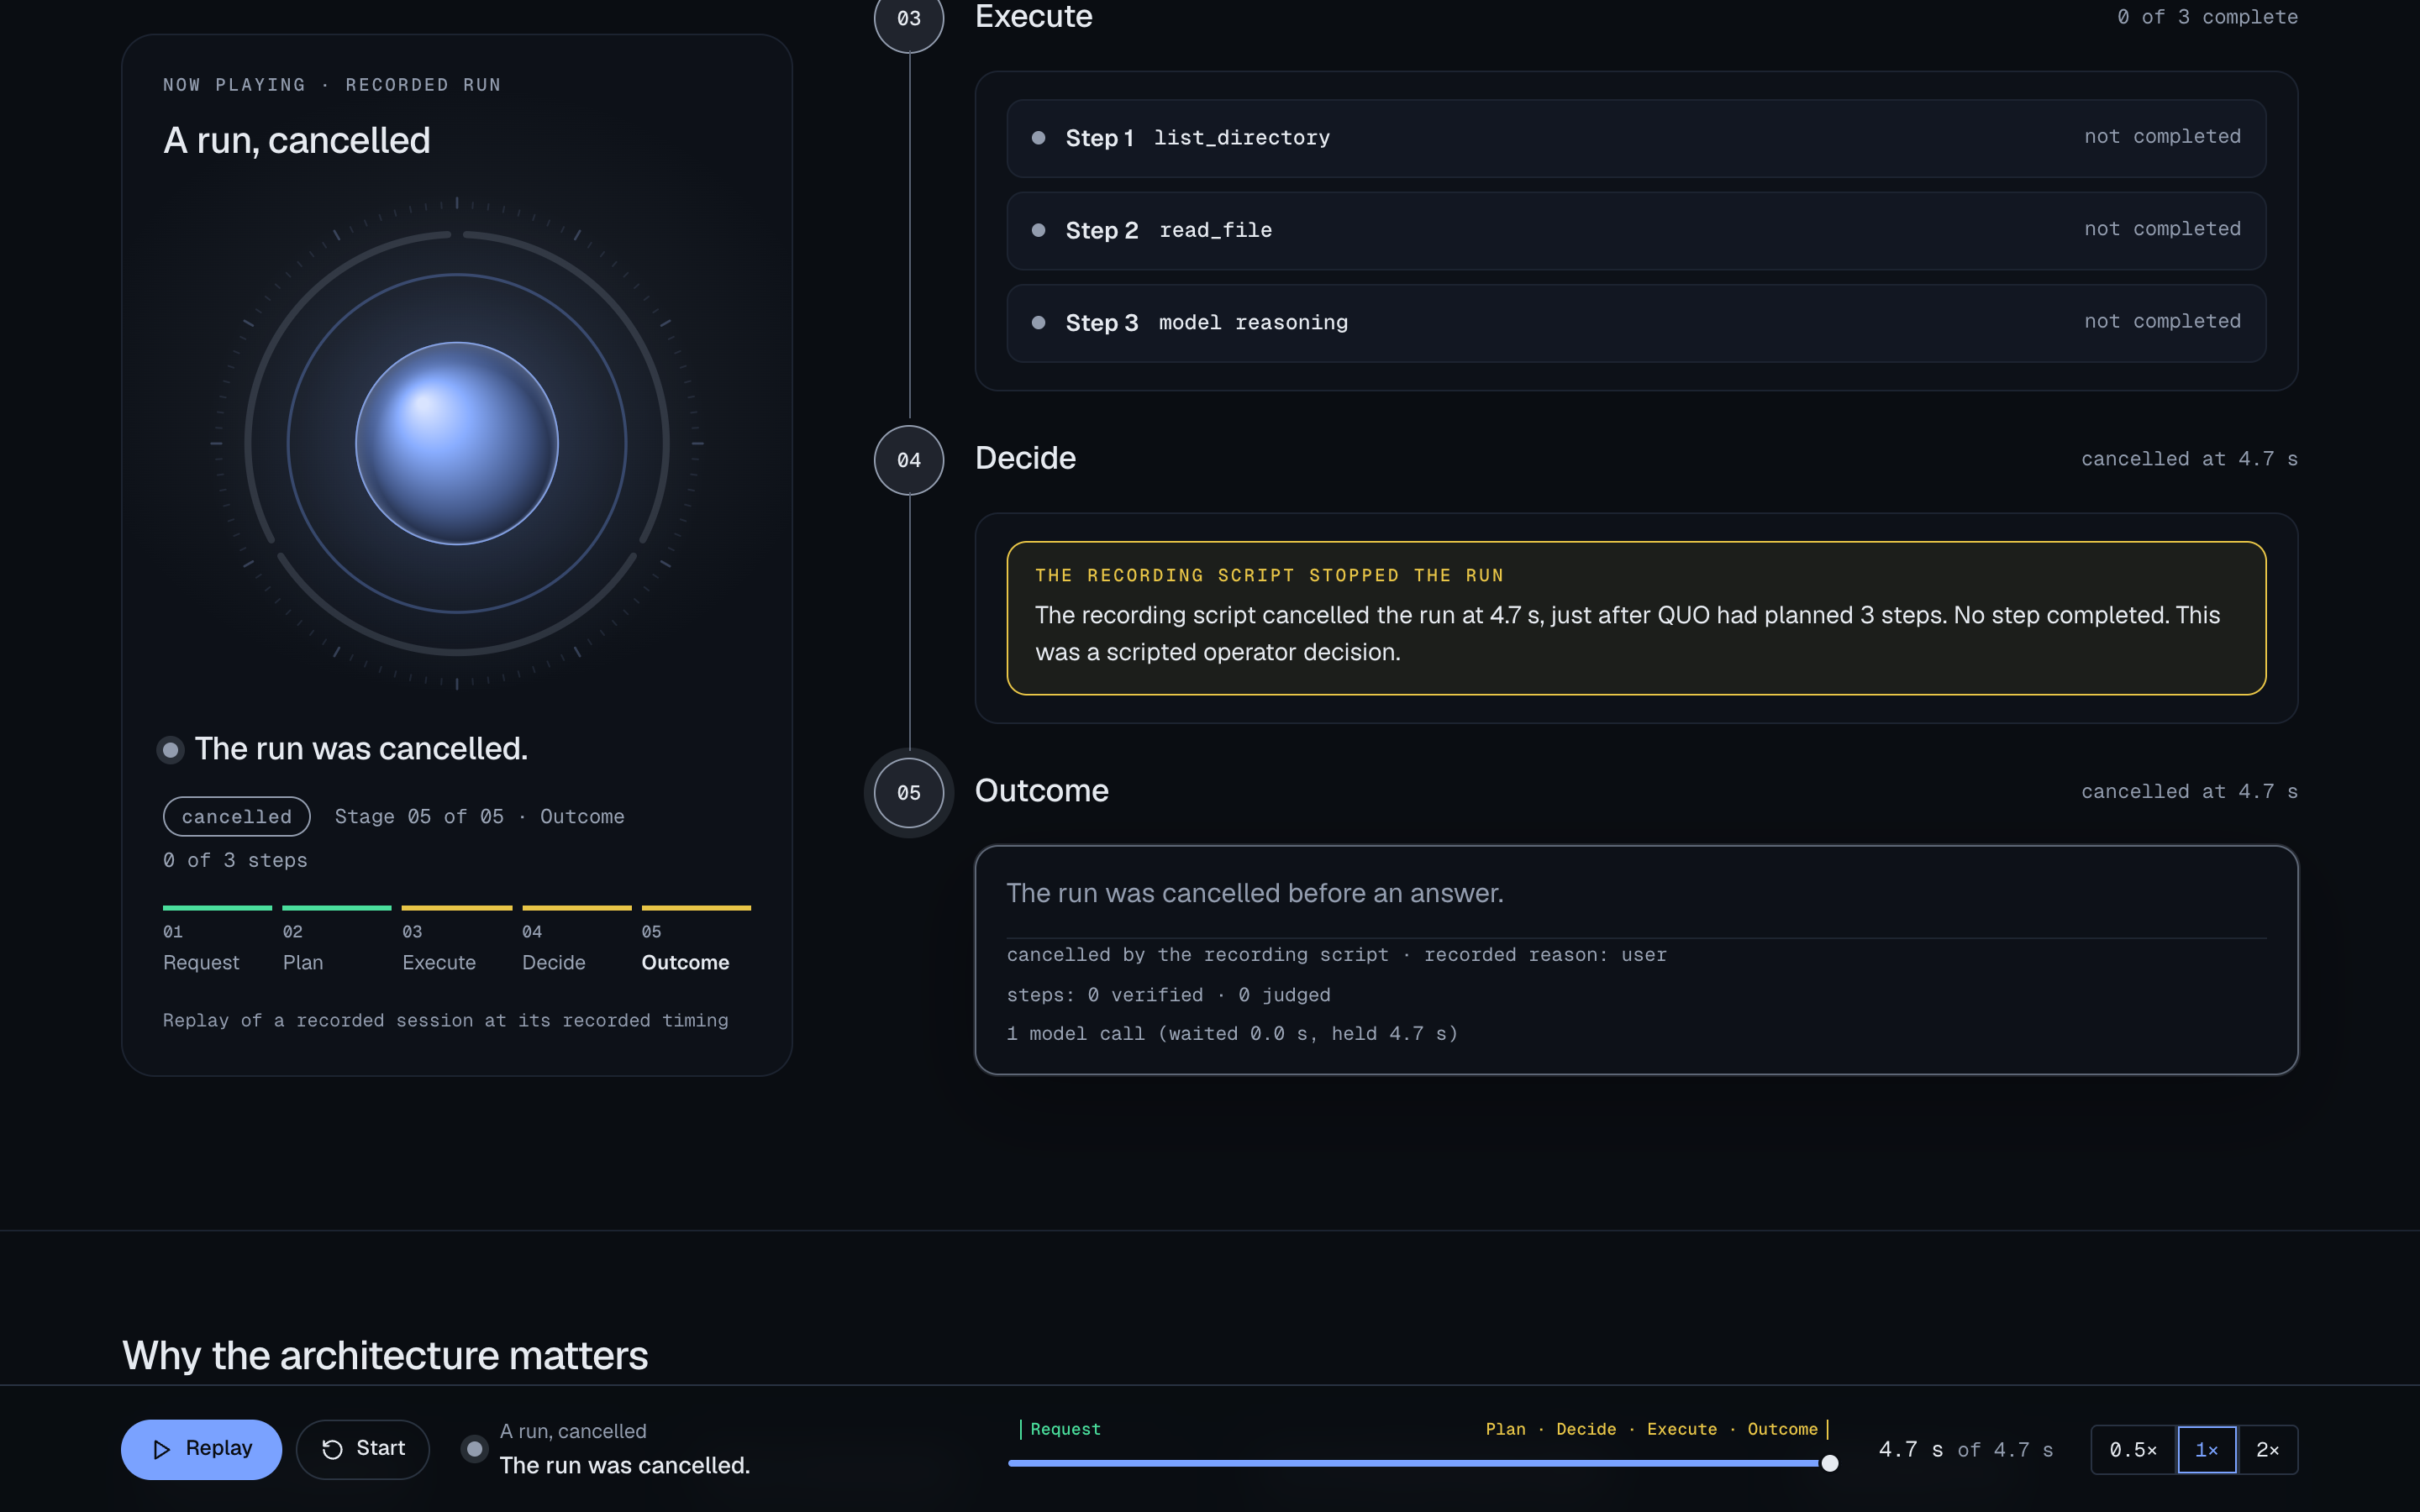 NOW PLAYING · RECORDED RUN
A run, cancelled
The run was cancelled.
cancelled
Stage 05 of 05 · Outcome
0 of 3 steps
01
Request
02
Plan
03
Execute
04
Decide
05
Outcome
Replay of a recorded session at its recorded timing
03
Execute
0 of 3 complete
Step 1 list_directory
not completed
Step 2 read_file
not completed
Step 3 model reasoning
not completed
04
Decide
cancelled at 4.7 s
THE RECORDING SCRIPT STOPPED THE RUN
The recording script cancelled the run at 4.7 s, just after QUO had planned 3 steps. No step completed. This
was a scripted operator decision.
05
Outcome
cancelled at 4.7 s
The run was cancelled before an answer.
cancelled by the recording script · recorded reason: user
steps: 0 verified · 0 judged
1 model call (waited 0.0 s, held 4.7 s)
Why the architecture matters
Replay
Start
A run, cancelled
The run was cancelled.
Request
Plan · Decide · Execute · Outcome
4.7 s of 4.7 s
0.5×
1×
2×